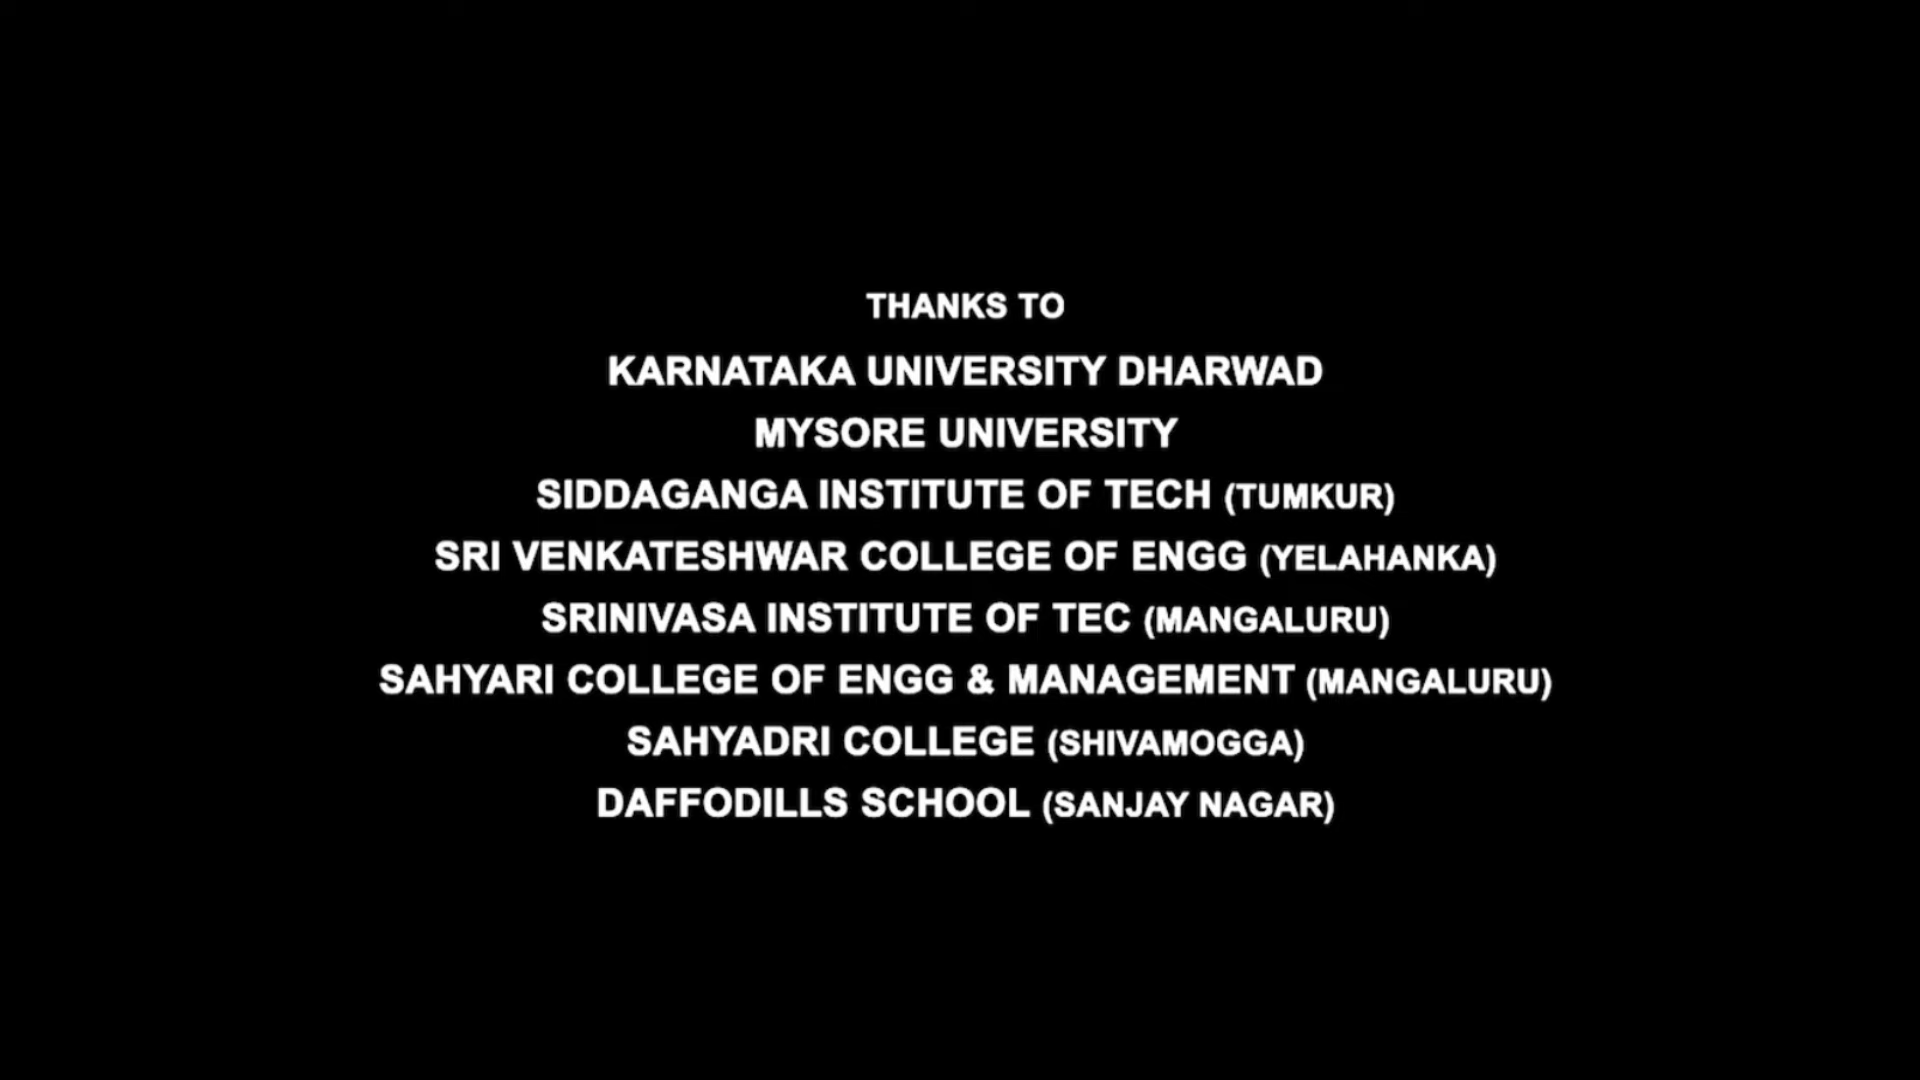 THANKS TO
KARNATAKA UNIVERSITY DHARWAD
MYSORE UNIVERSITY
SIDDAGANGA INSTITUTE OF TECH (TUMKUR)
SRI VENKATESHWAR COLLEGE OF ENGG (YELAHANKA)
SRINIVASA INSTITUTE OF TEC (MANGALURU)
SAHYARI COLLEGE OF ENGG & MANAGEMENT (MANGALURU)
SAHYADRI COLLEGE (SHIVAMOGGA)
DAFFODILLS SCHOOL (SANJAY NAGAR)